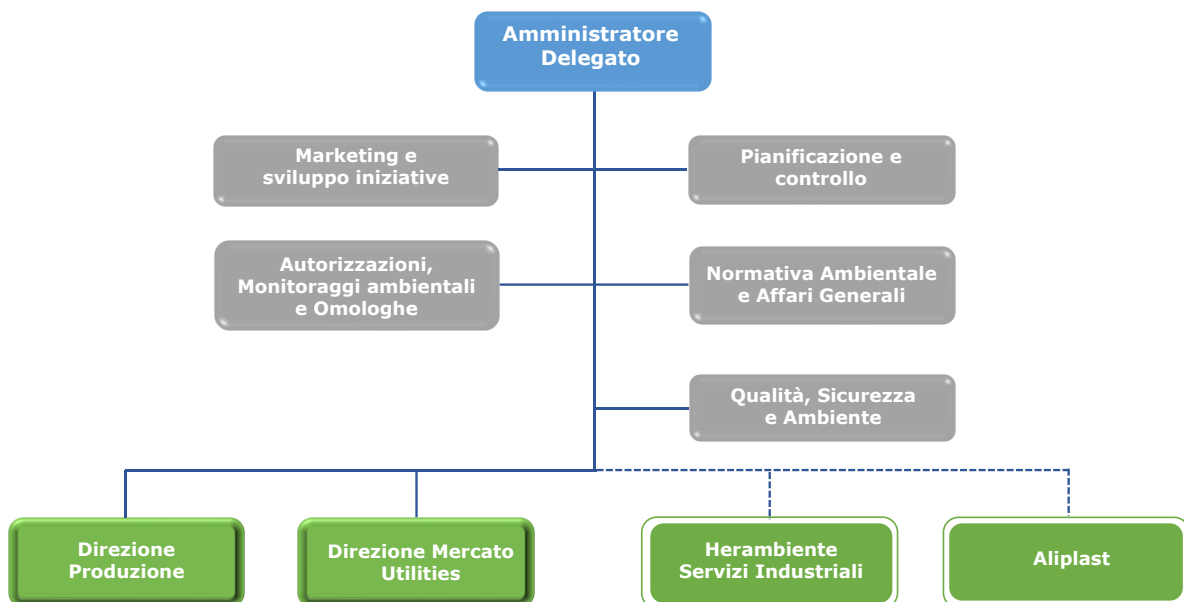 Amministratore
Delegato
Marketing e
sviluppo iniziative
Pianificazione e
controllo
Autorizzazioni,
Monitoraggi ambientali
e Omologhe
Normativa Ambientale
e Affari Generali
Qualità, Sicurezza
e Ambiente
Direzione
Produzione
Direzione Mercato
Utilities
Herambiente
Servizi Industriali
Aliplast